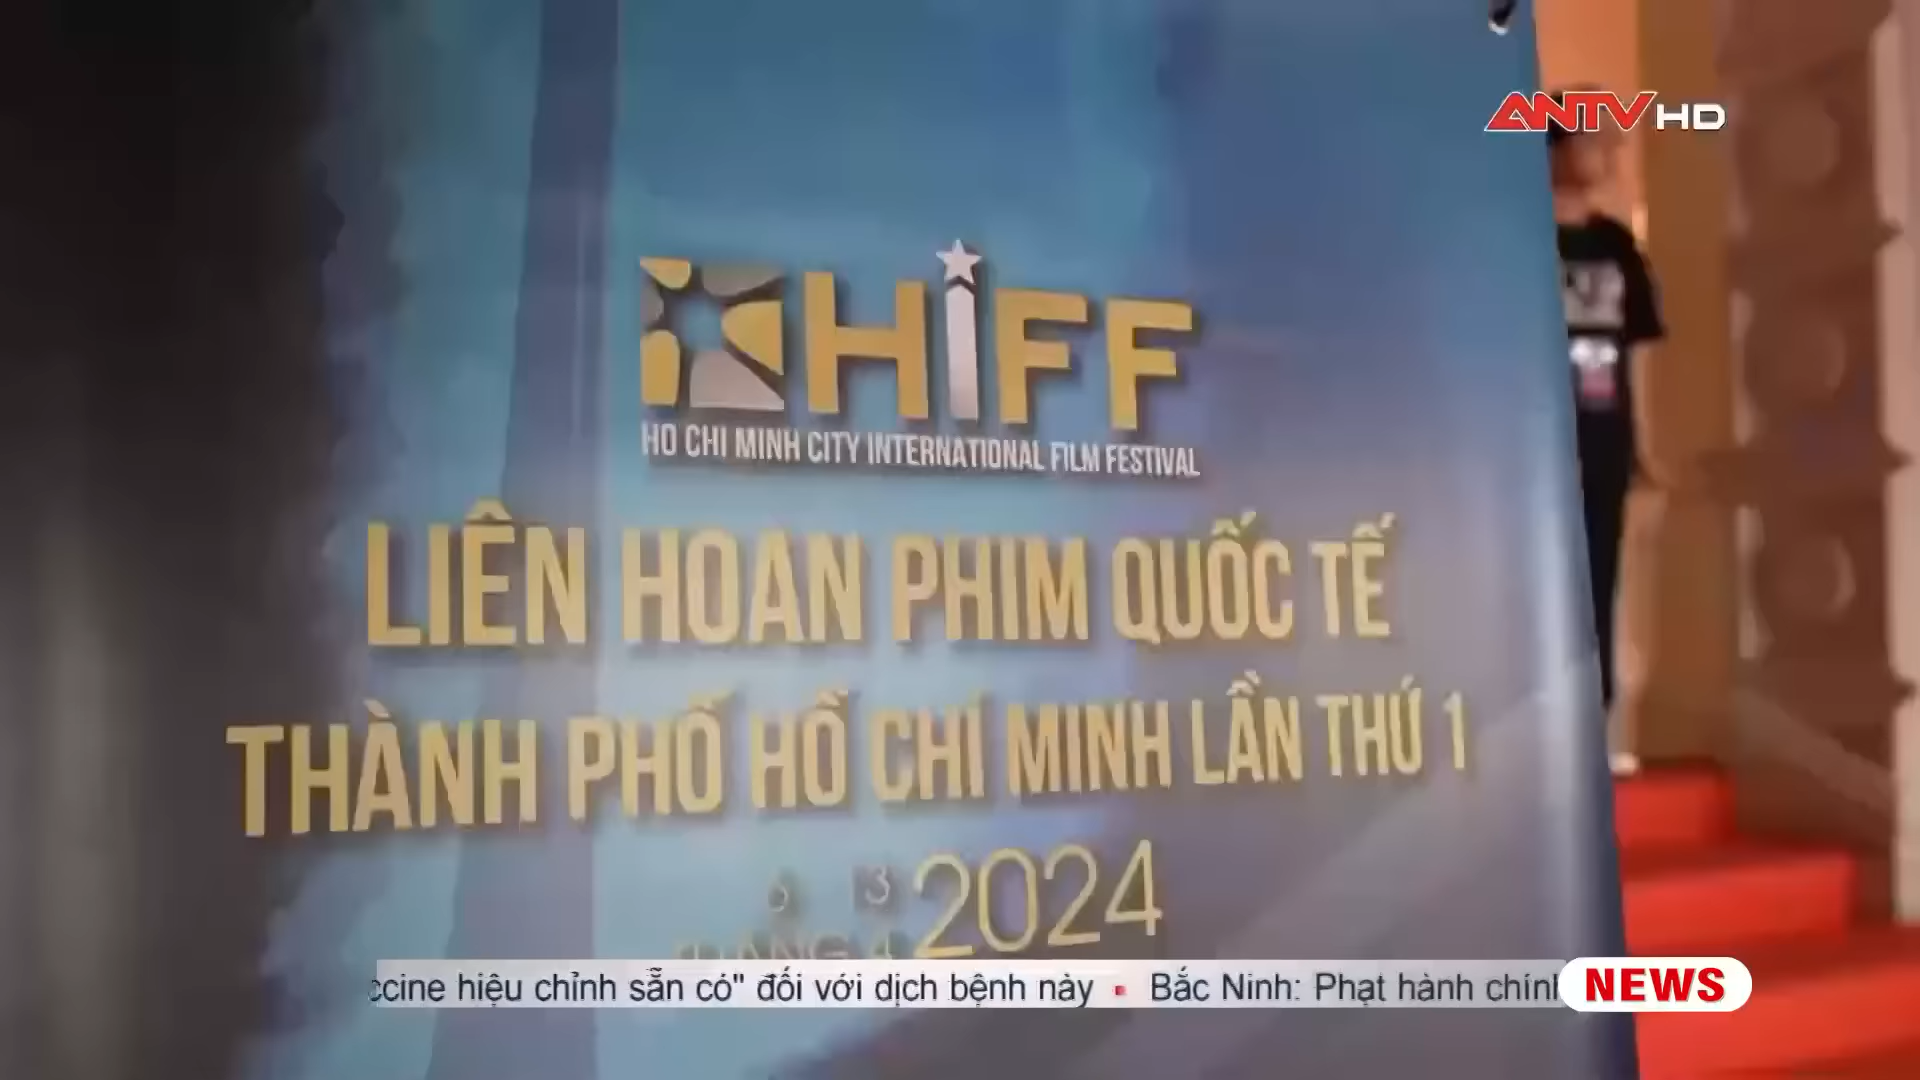 ANTV HD
HIFF
HO CHI MINH CITY INTERNATIONAL FILM FESTIVAL
LIÊN HOAN PHIM QUỐC TẾ
THÀNH PHỐ HỒ CHÍ MINH LẦN THỨ 1
2024
hiệu chỉnh sẵn có" đối với dịch bệnh này • Bắc Ninh: Phạt hành chính
NEWS